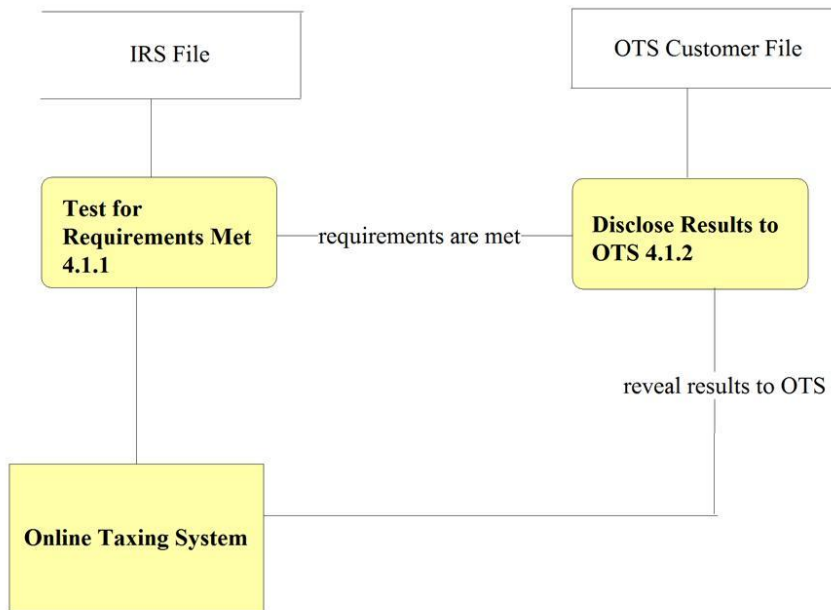 IRS File
OTS Customer File
Test for
Requirements Met
4.1.1
requirements are met
Disclose Results to
OTS 4.1.2
reveal results to OTS
Online Taxing System